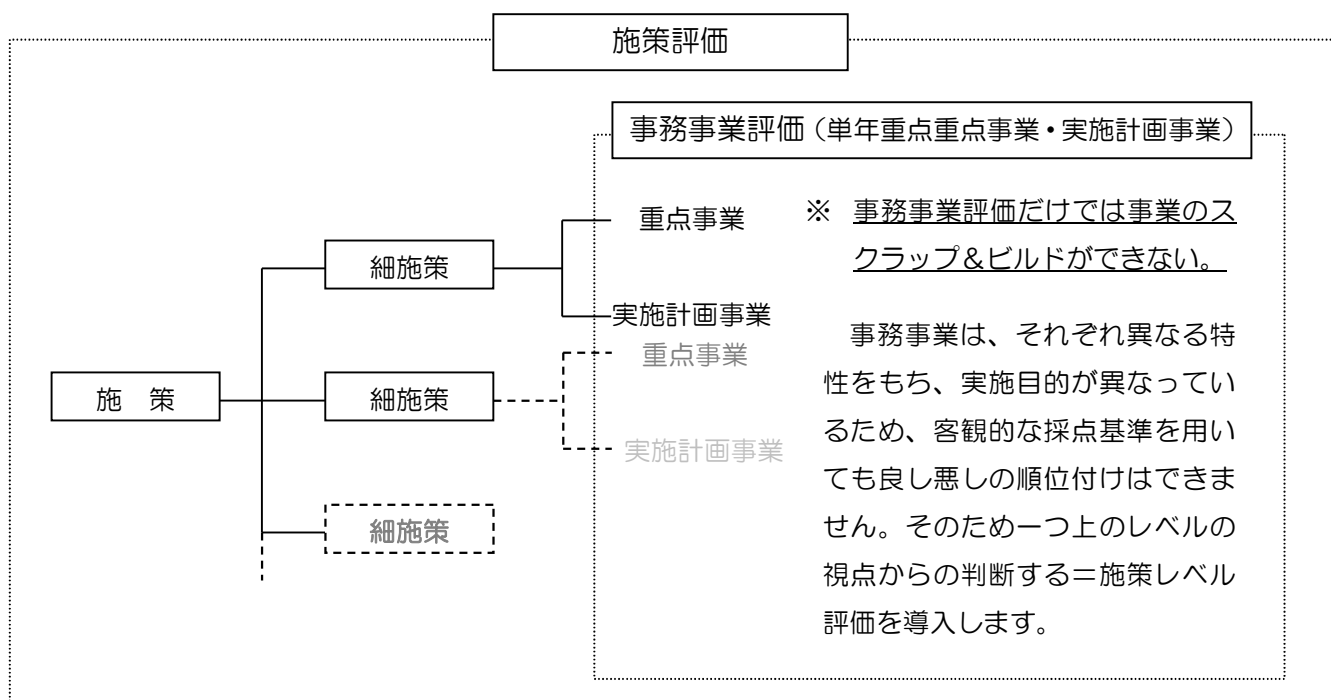 施策評価
事務事業評価（単年重点重点事業・実施計画事業）
重点事業
※　事務事業評価だけでは事業のス
クラップ＆ビルドができない。
細施策
実施計画事業
重点事業
施　策
細施策
実施計画事業
細施策
　事務事業は、それぞれ異なる特
性をもち、実施目的が異なってい
るため、客観的な採点基準を用い
ても良し悪しの順位付けはできま
せん。そのため一つ上のレベルの
視点からの判断する＝施策レベル
評価を導入します。